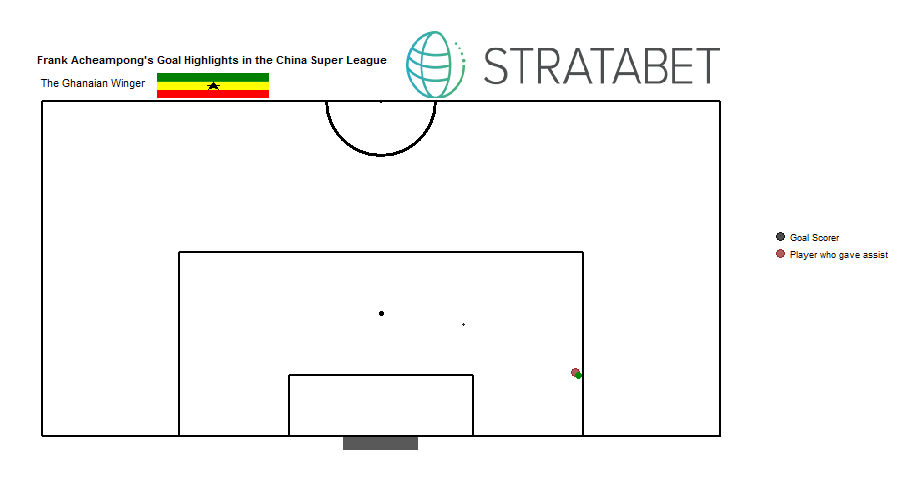 Frank Acheampong's Goal Highlights in the China Super League
STRATABET
The Ghanaian Winger
Goal Scorer
Player who gave assist